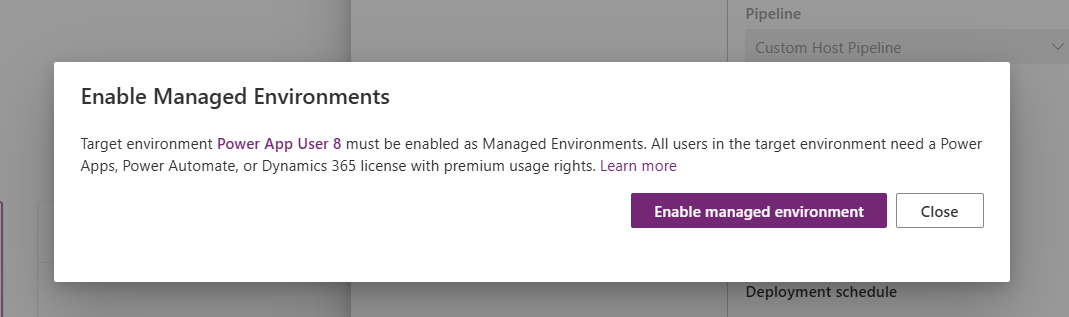 Pipeline
Custom Host Pipeline
Enable Managed Environments
Target environment Power App User 8 must be enabled as Managed Environments. All users in the target environment need a Power
Apps, Power Automate, or Dynamics 365 license with premium usage rights. Learn more
Enable managed environment
Close
Deployment schedule